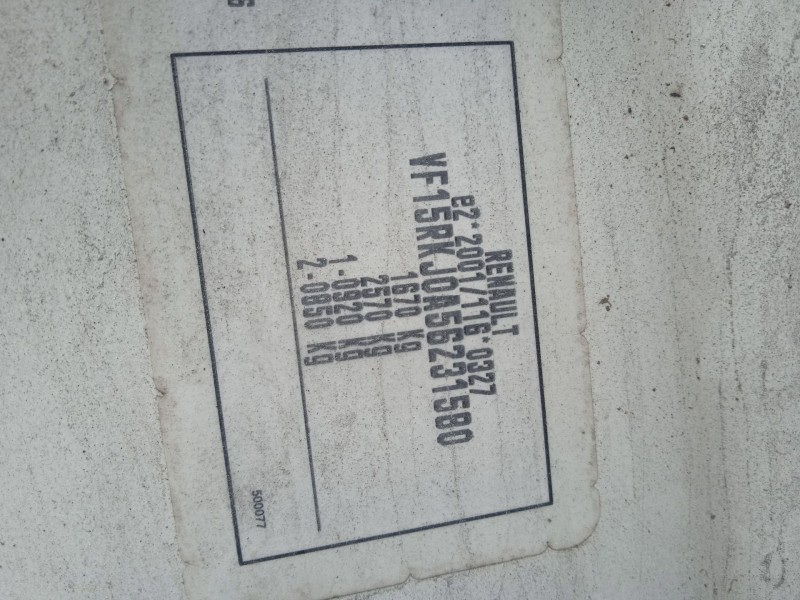 RENAULT
e2*2001/116*0327
VF15RKJ0A56231580
1670 kg
2570 kg
1-0920 kg
2-0850 kg
500077